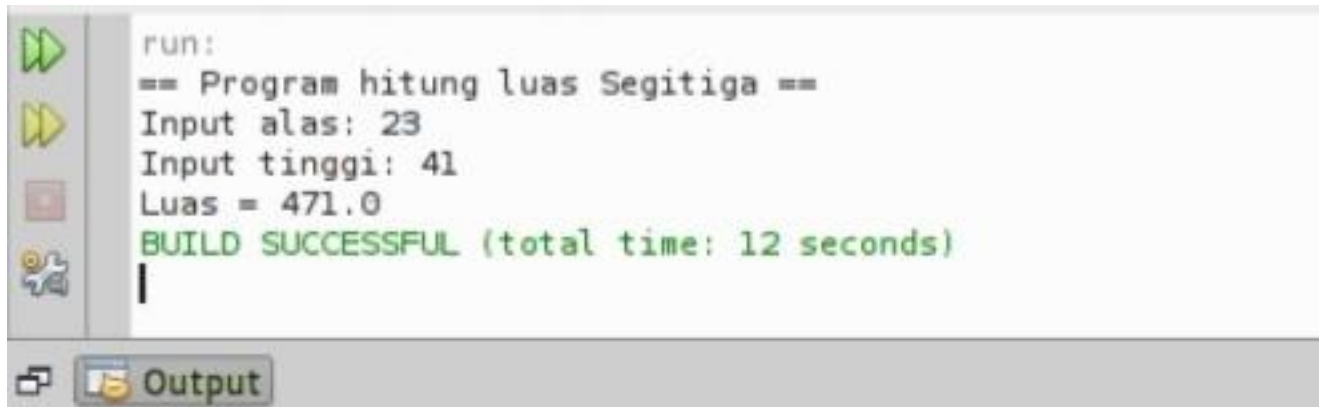 run:
== Program hitung luas Segitiga ==
Input alas: 23
Input tinggi: 41
Luas = 471.0
BUILD SUCCESSFUL (total time: 12 seconds)
Output